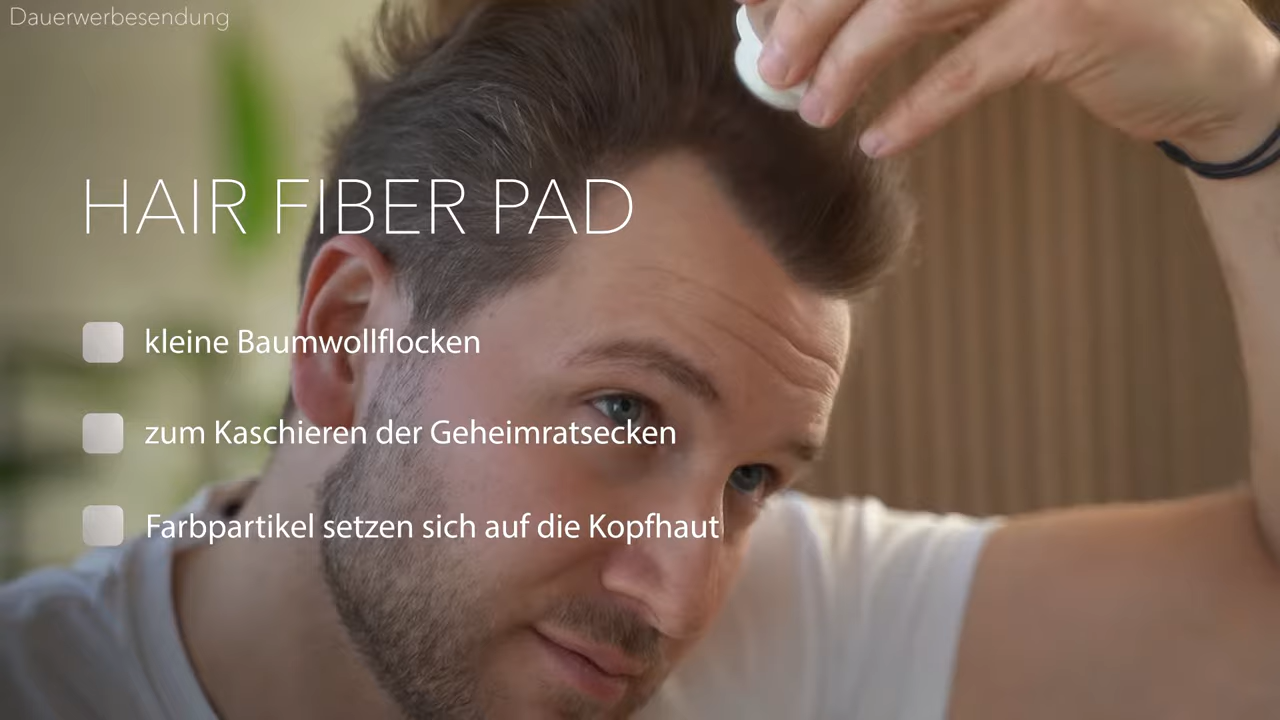 Dauerwerbesendung
HAIR FIBER PAD
kleine Baumwollflocken
zum Kaschieren der Geheimratsecken
Farbpartikel setzen sich auf die Kopfhaut